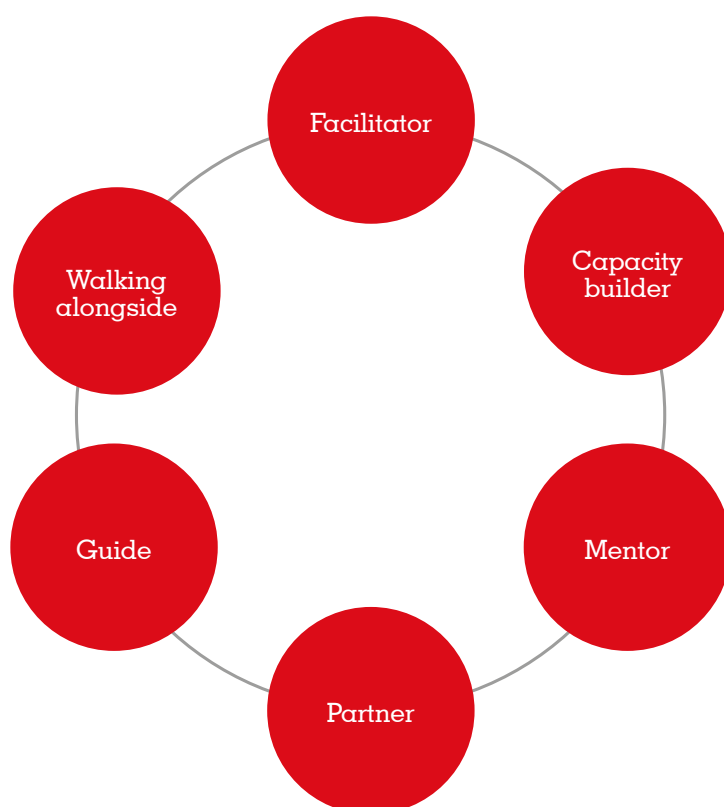 Facilitator
Capacity
builder
Mentor
Partner
Guide
Walking
alongside